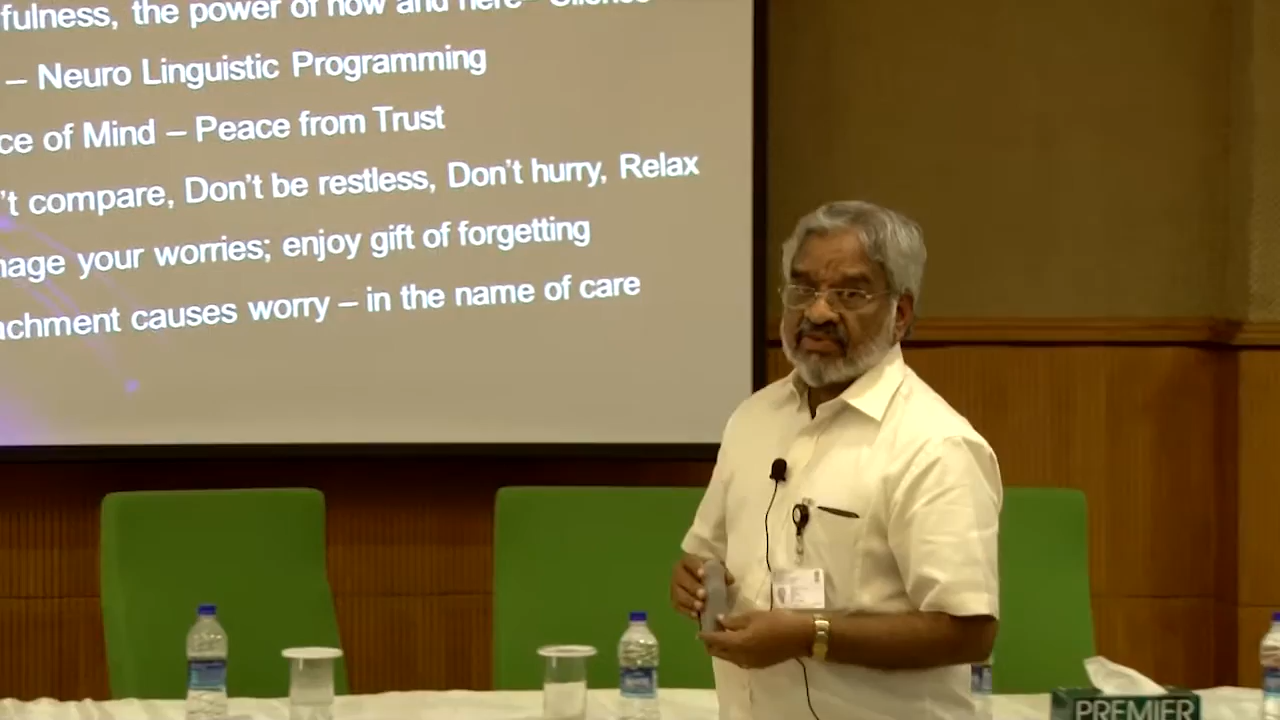 fulness, the power of now and here– Silence
– Neuro Linguistic Programming
ce of Mind – Peace from Trust
't compare, Don't be restless, Don't hurry, Relax
nage your worries; enjoy gift of forgetting
achment causes worry – in the name of care
PREMIER